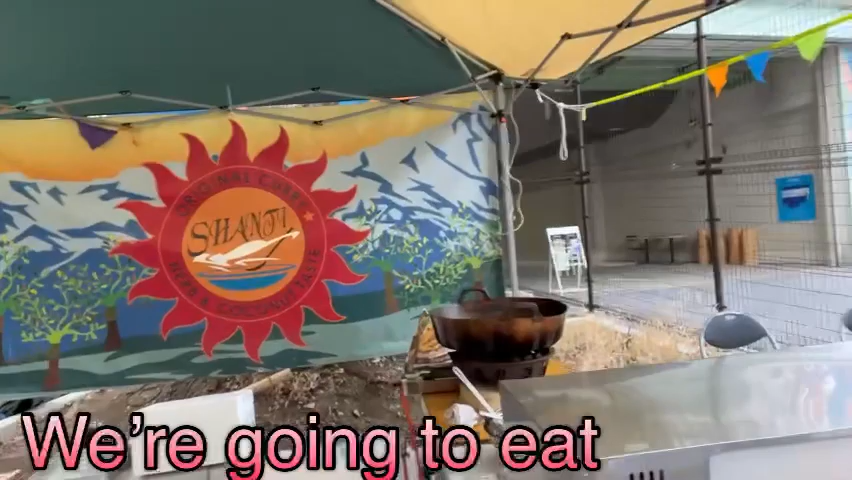 ORIGINAL CURRY
SHANTi
HERB & COCONUT TASTE
We're going to eat